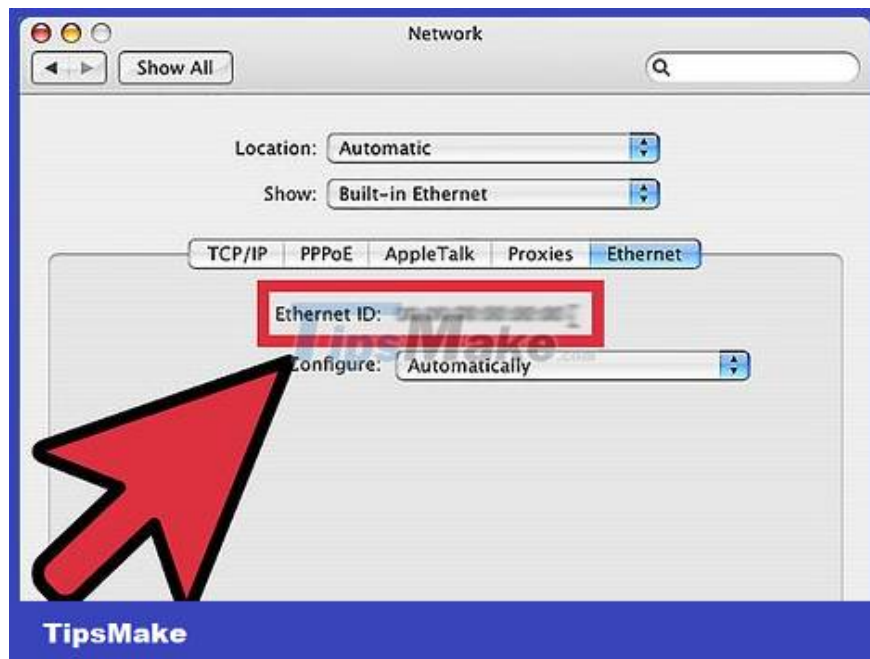 Network
Show All
Location: Automatic
Show: Built-in Ethernet
TCP/IP PPPoE AppleTalk Proxies Ethernet
Ethernet ID:
TipsMake.com
Configure: Automatically
TipsMake